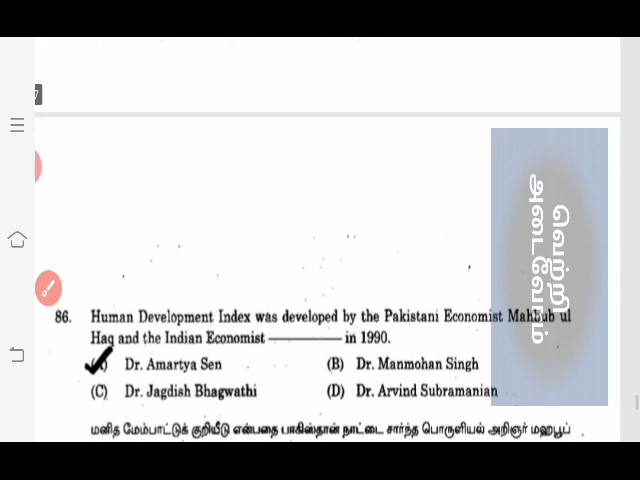 7
வெற்றி
அடைவோம்
86. Human Development Index was developed by the Pakistani Economist Mahbub ul
Haq and the Indian Economist ———— in 1990.
(A) Dr. Amartya Sen
(B) Dr. Manmohan Singh
(C) Dr. Jagdish Bhagwathi
(D) Dr. Arvind Subramanian
மனித மேம்பாட்டுக் குறியீடு என்பதை பாகிஸ்தான் நாட்டை சார்ந்த பொருளியல் அறிஞர் மஹபூப்